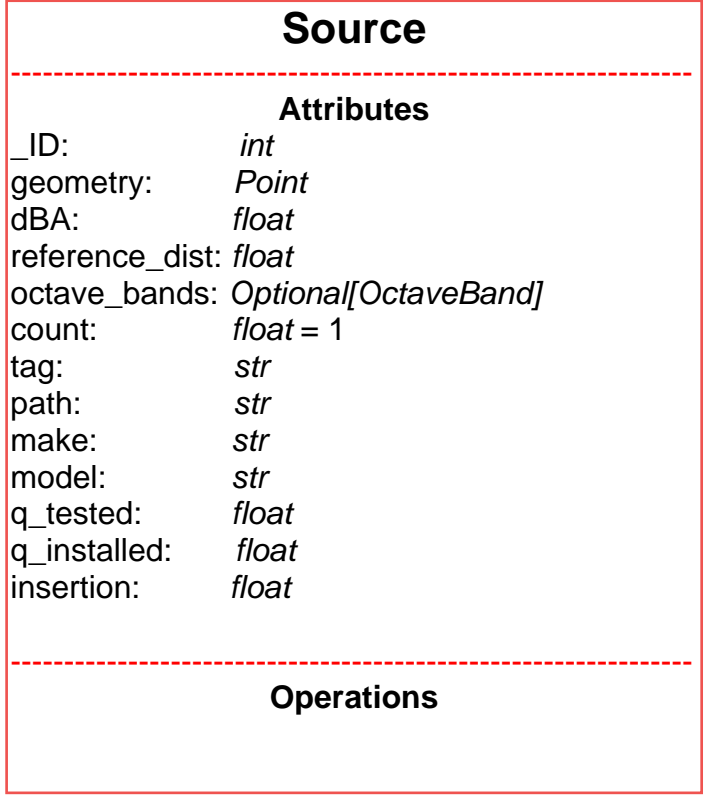 Source
Attributes
_ID: int
geometry: Point
dBA: float
reference_dist: float
octave_bands: Optional[OctaveBand]
count: float = 1
tag: str
path: str
make: str
model: str
q_tested: float
q_installed: float
insertion: float
Operations